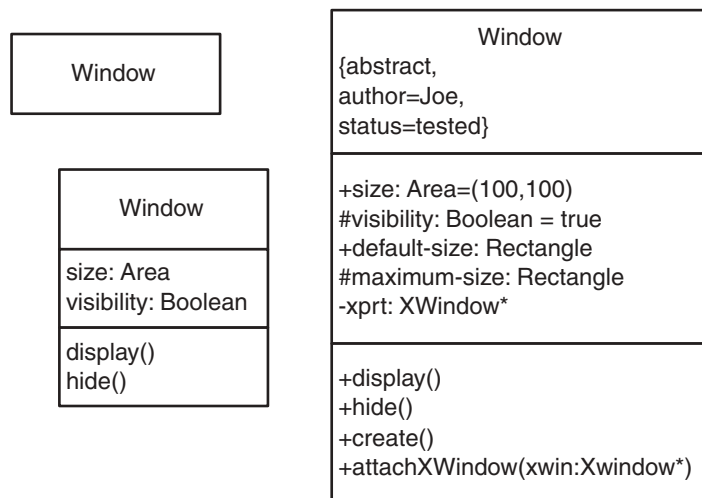 Window
Window
size: Area
visibility: Boolean
display()
hide()
Window
{abstract,
author=Joe,
status=tested}
+size: Area=(100,100)
#visibility: Boolean = true
+default-size: Rectangle
#maximum-size: Rectangle
-xprt: XWindow*
+display()
+hide()
+create()
+attachXWindow(xwin:Xwindow*)